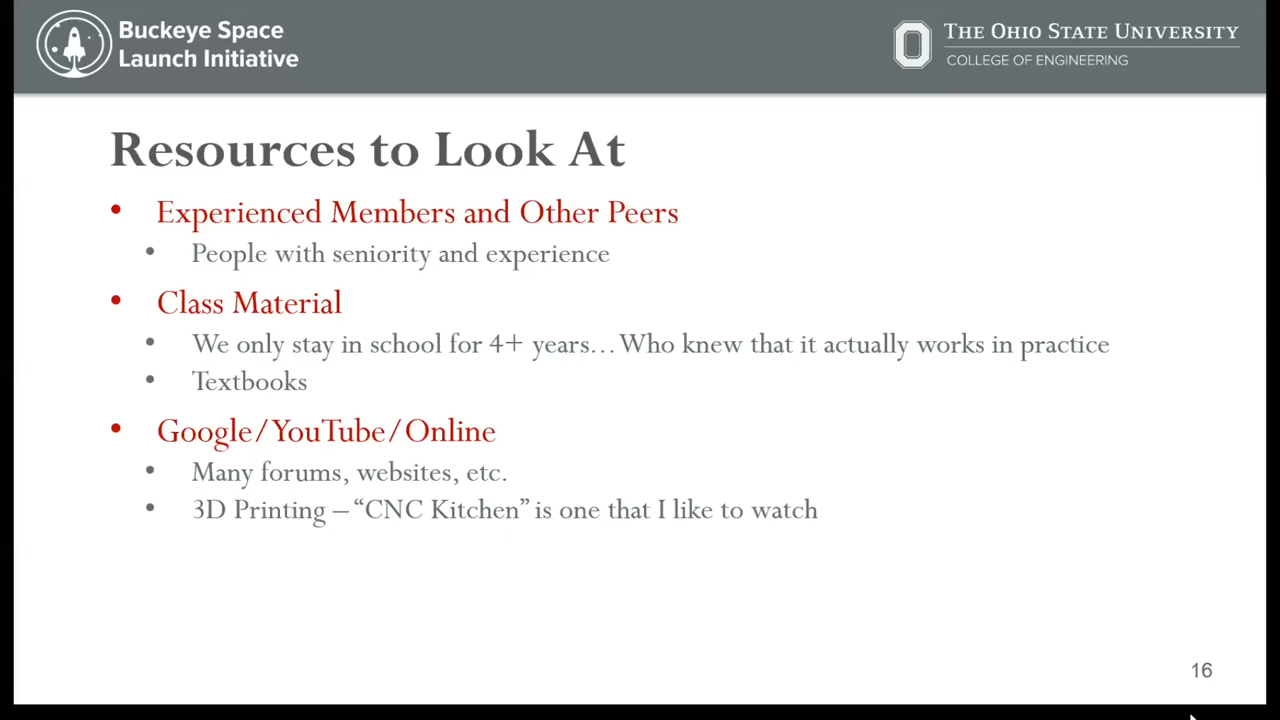 Buckeye Space
Launch Initiative
THE OHIO STATE UNIVERSITY
COLLEGE OF ENGINEERING
Resources to Look At
• Experienced Members and Other Peers
• People with seniority and experience
• Class Material
• We only stay in school for 4+ years... Who knew that it actually works in practice
• Textbooks
• Google/YouTube/Online
• Many forums, websites, etc.
• 3D Printing – “CNC Kitchen” is one that I like to watch
16